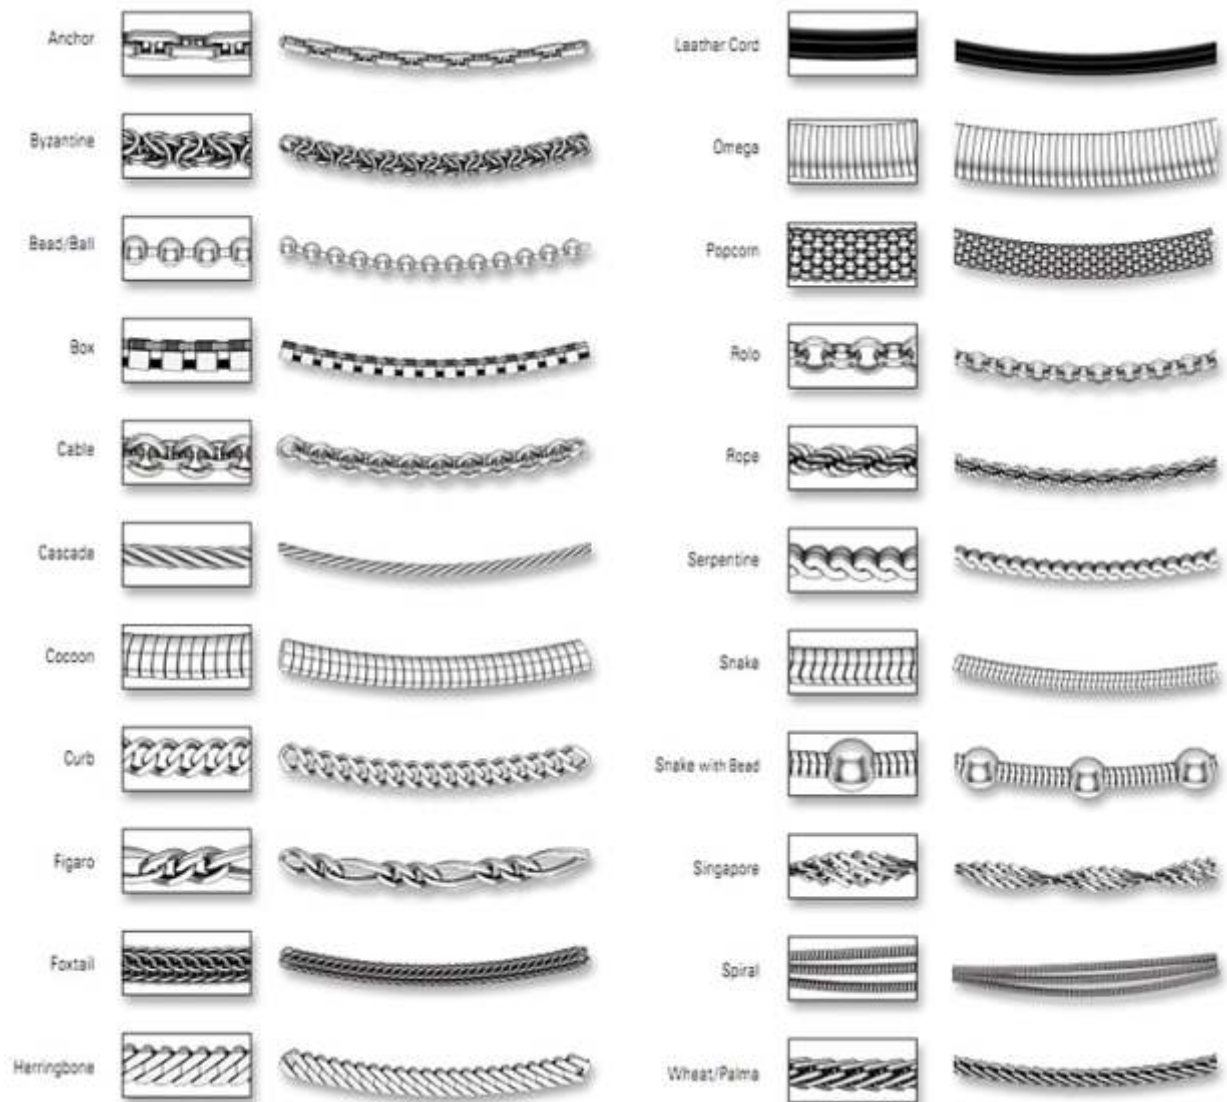 Anchor
Byzantine
Bead/Ball
Box
Cable
Cascade
Cocoon
Curb
Figaro
Foxtail
Herringbone
Leather Cord
Omega
Popcorn
Rolo
Rope
Serpentine
Snake
Snake with Bead
Singapore
Spiral
Wheat/Palma